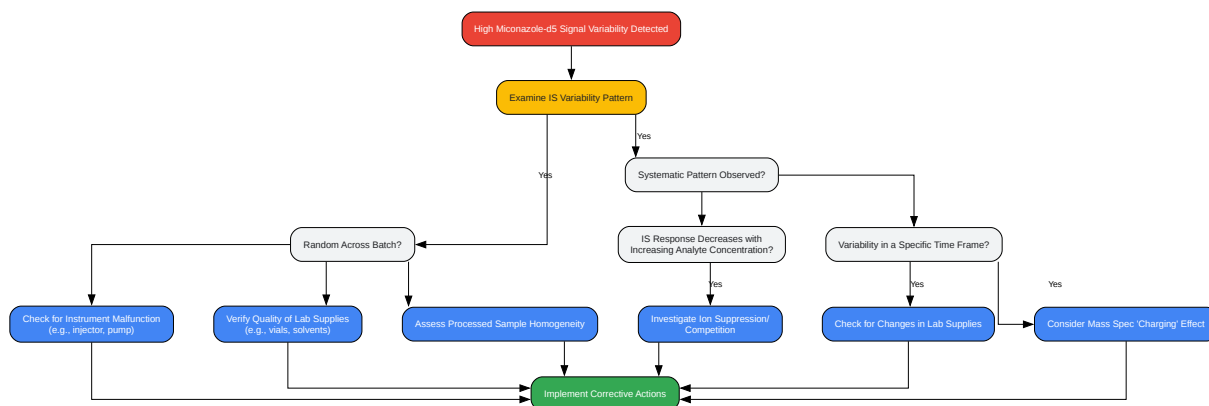 High Miconazole-d5 Signal Variability Detected
Examine IS Variability Pattern
Yes
Systematic Pattern Observed?
Yes
Random Across Batch?
IS Response Decreases with
Increasing Analyte Concentration?
Variability in a Specific Time Frame?
Yes
Yes
Yes
Check for Instrument Malfunction
(e.g., injector, pump)
Verify Quality of Lab Supplies
(e.g., vials, solvents)
Assess Processed Sample Homogeneity
Investigate Ion Suppression/
Competition
Check for Changes in Lab Supplies
Consider Mass Spec 'Charging' Effect
Implement Corrective Actions